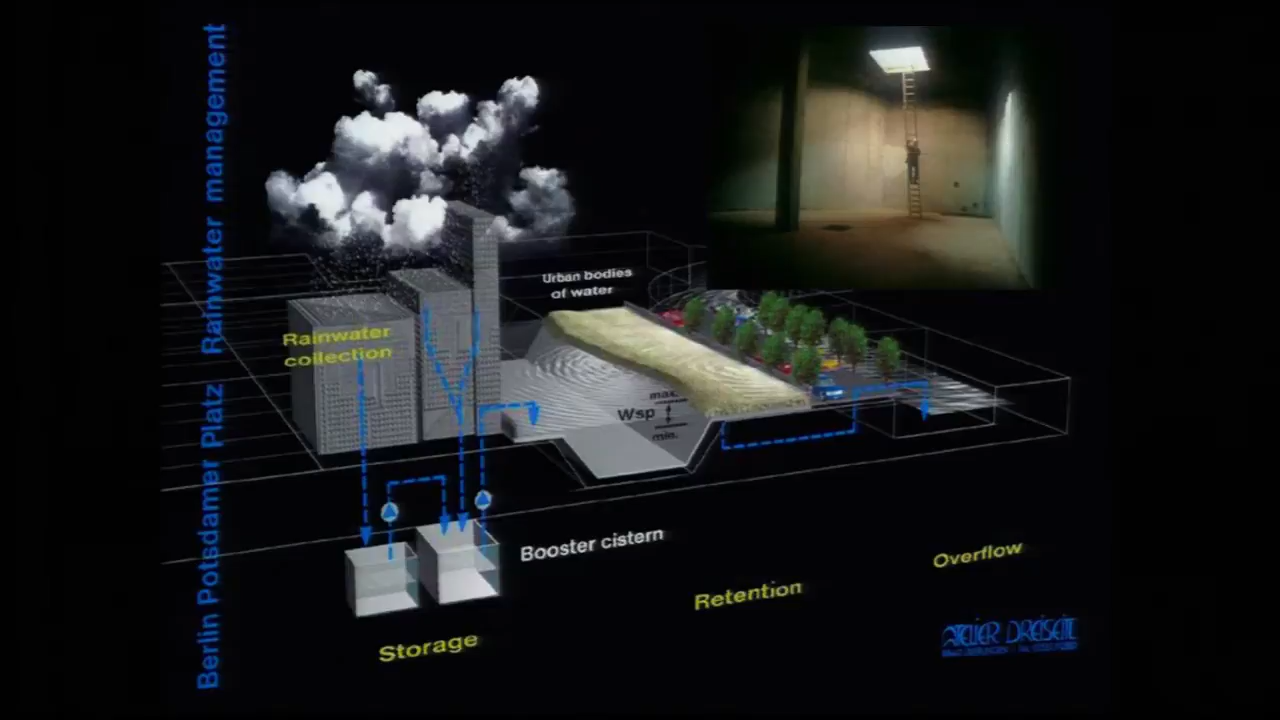 Berlin Potsdamer Platz Rainwater management
Urban bodies
of water
Rainwater
collection
max.
Wsp
min.
Booster cistern
Overflow
Retention
Storage
ATELIER DREISEITL